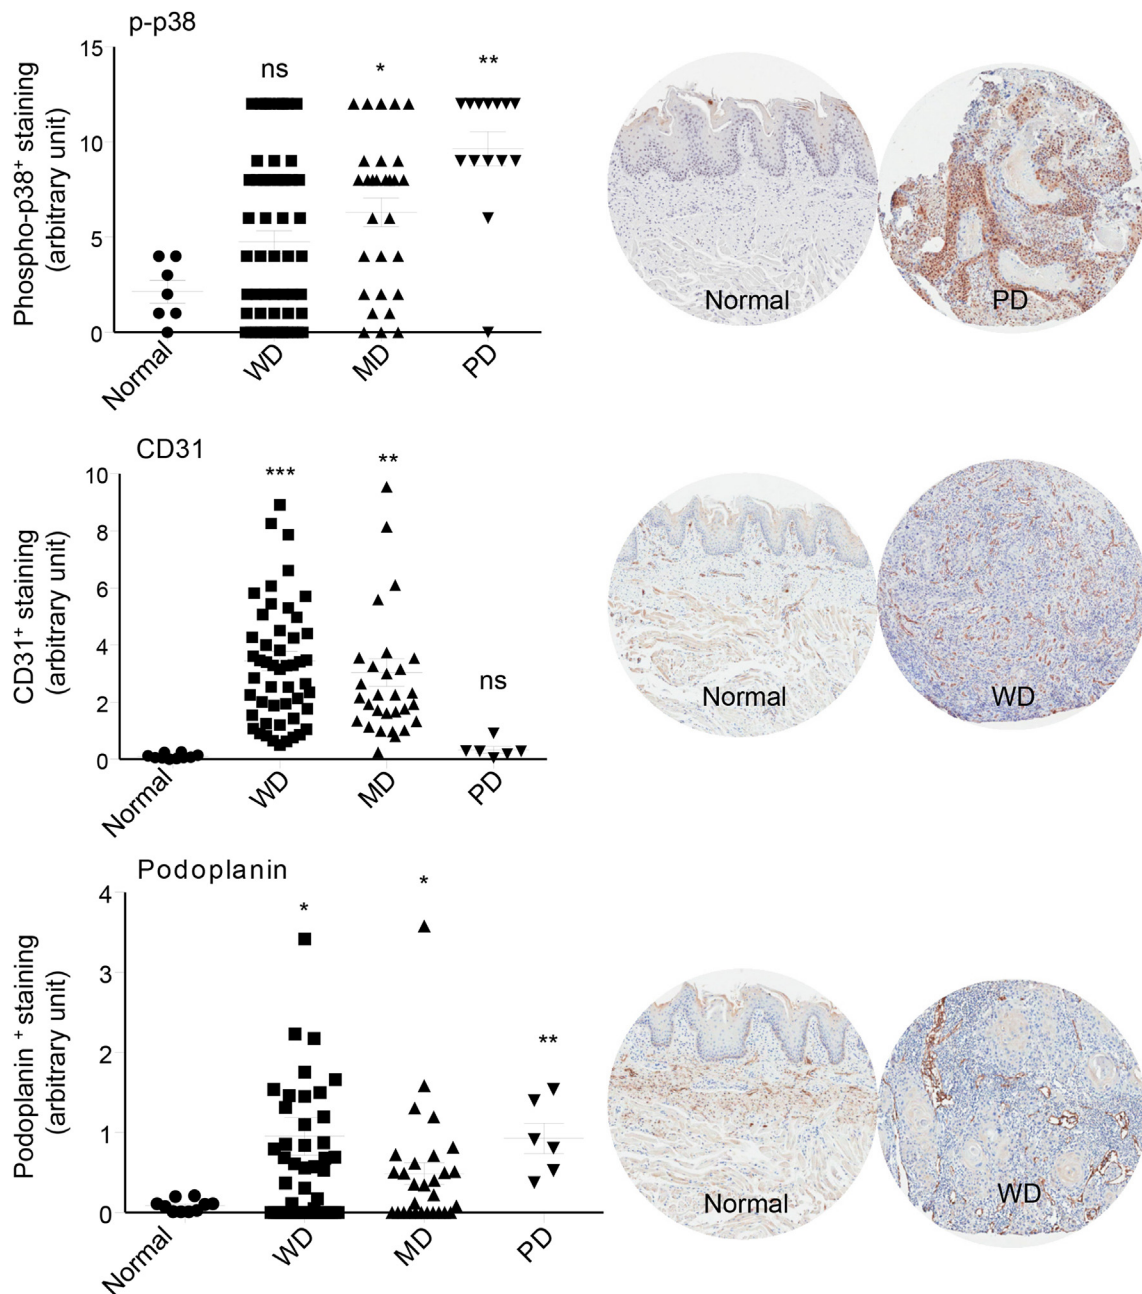 p-p38
Phospho-p38⁺ staining
(arbitrary unit)
15
10
5
0
ns
*
**
Normal
WD
MD
PD
Normal
PD
CD31
CD31⁺ staining
(arbitrary unit)
10
8
6
4
2
0
***
**
ns
Normal
WD
MD
PD
Normal
WD
Podoplanin
Podoplanin ⁺ staining
(arbitrary unit)
4
3
2
1
0
*
*
**
Normal
WD
MD
PD
Normal
WD